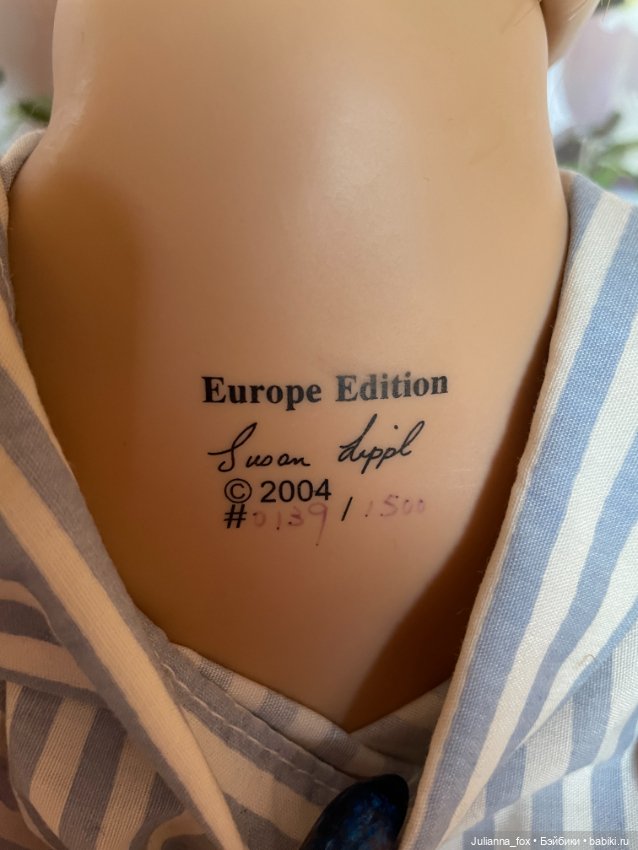 Europe Edition
Susan Lippl
© 2004
# 0139 / 1500
Julianna_fox • Бэйбики • babiki.ru